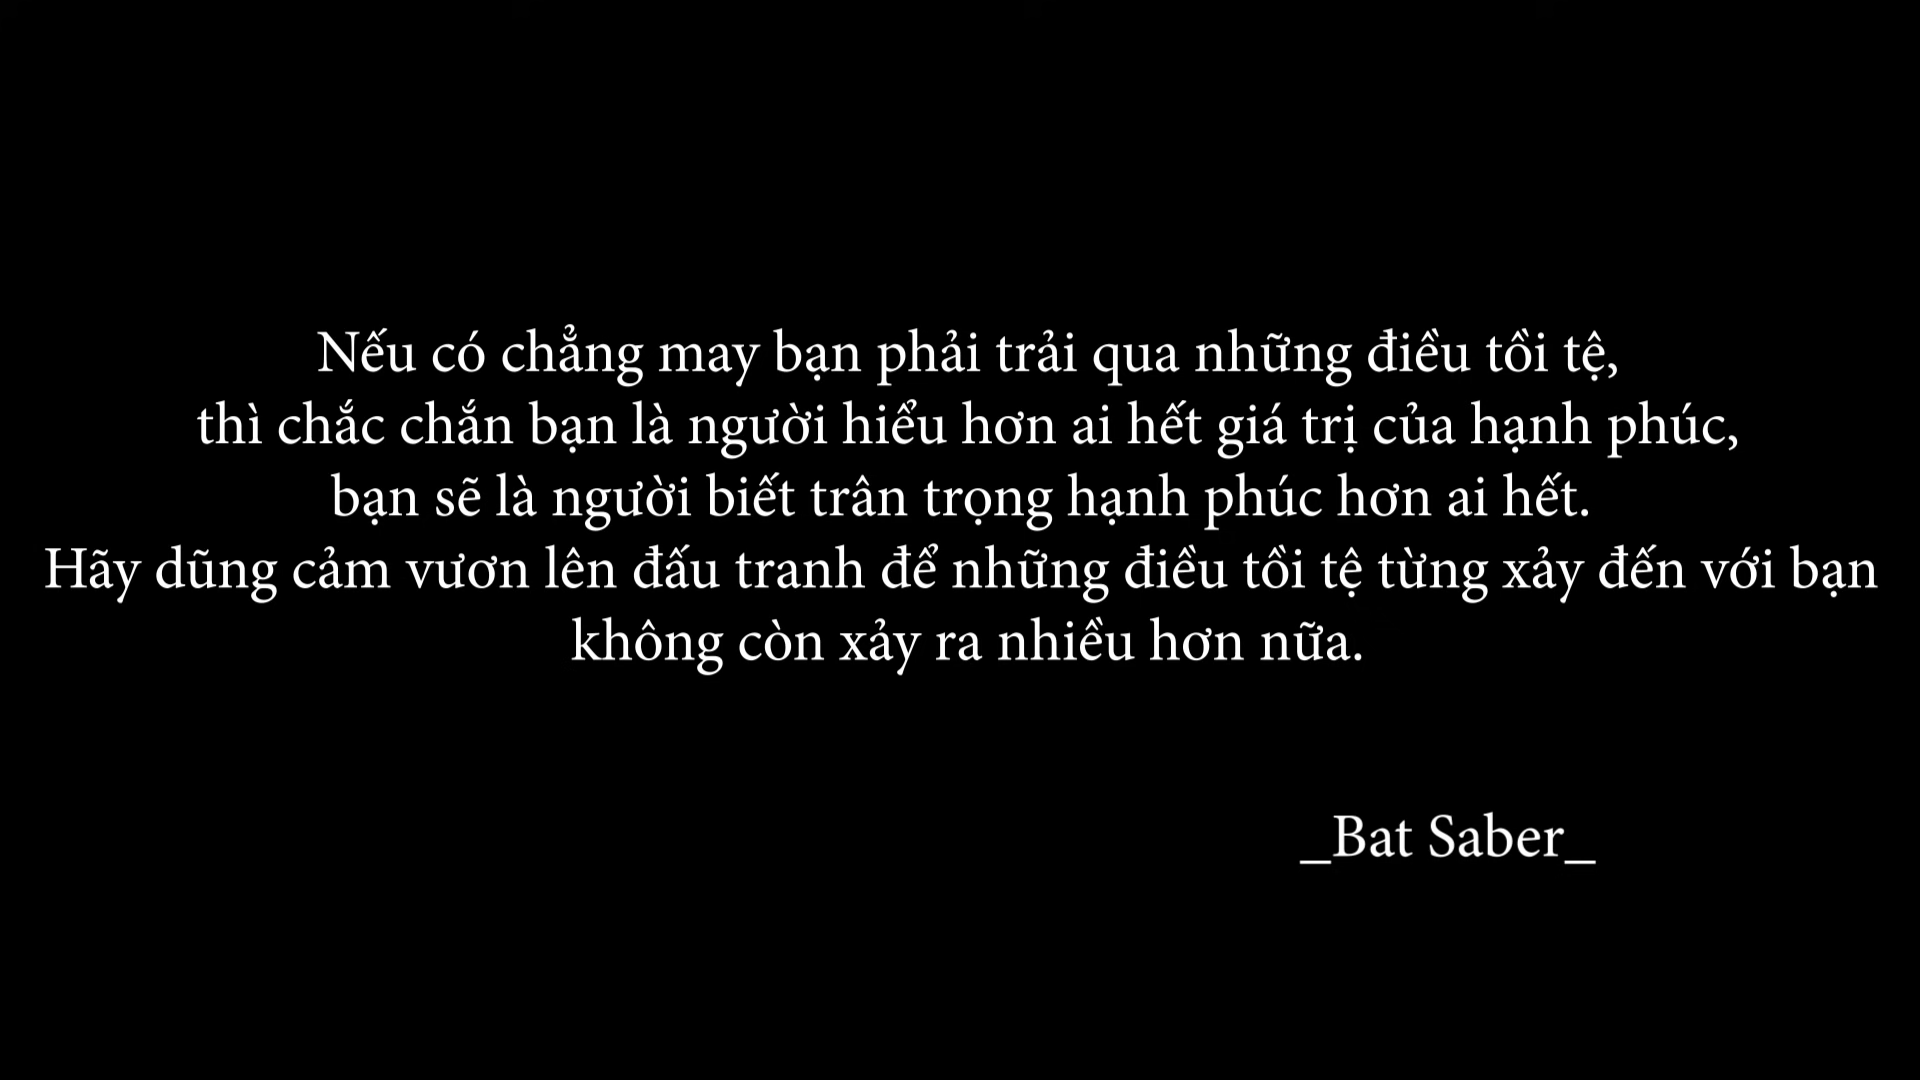 Nếu có chẳng may bạn phải trải qua những điều tồi tệ,
thì chắc chắn bạn là người hiểu hơn ai hết giá trị của hạnh phúc,
bạn sẽ là người biết trân trọng hạnh phúc hơn ai hết.
Hãy dũng cảm vươn lên đấu tranh để những điều tồi tệ từng xảy đến với bạn
không còn xảy ra nhiều hơn nữa.
_Bat Saber_